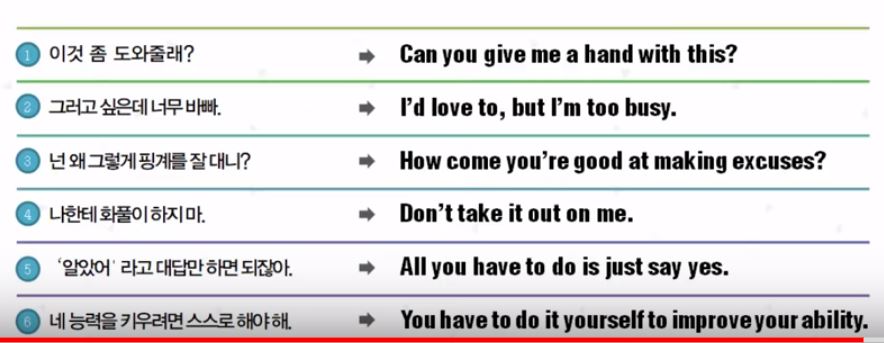 1 이것 좀 도와줄래? ➡ Can you give me a hand with this?
2 그러고 싶은데 너무 바빠. ➡ I'd love to, but I'm too busy.
3 넌 왜 그렇게 핑계를 잘 대니? ➡ How come you're good at making excuses?
4 나한테 화풀이 하지 마. ➡ Don't take it out on me.
5 '알았어' 라고 대답만 하면 되잖아. ➡ All you have to do is just say yes.
6 네 능력을 키우려면 스스로 해야 해. ➡ You have to do it yourself to improve your ability.